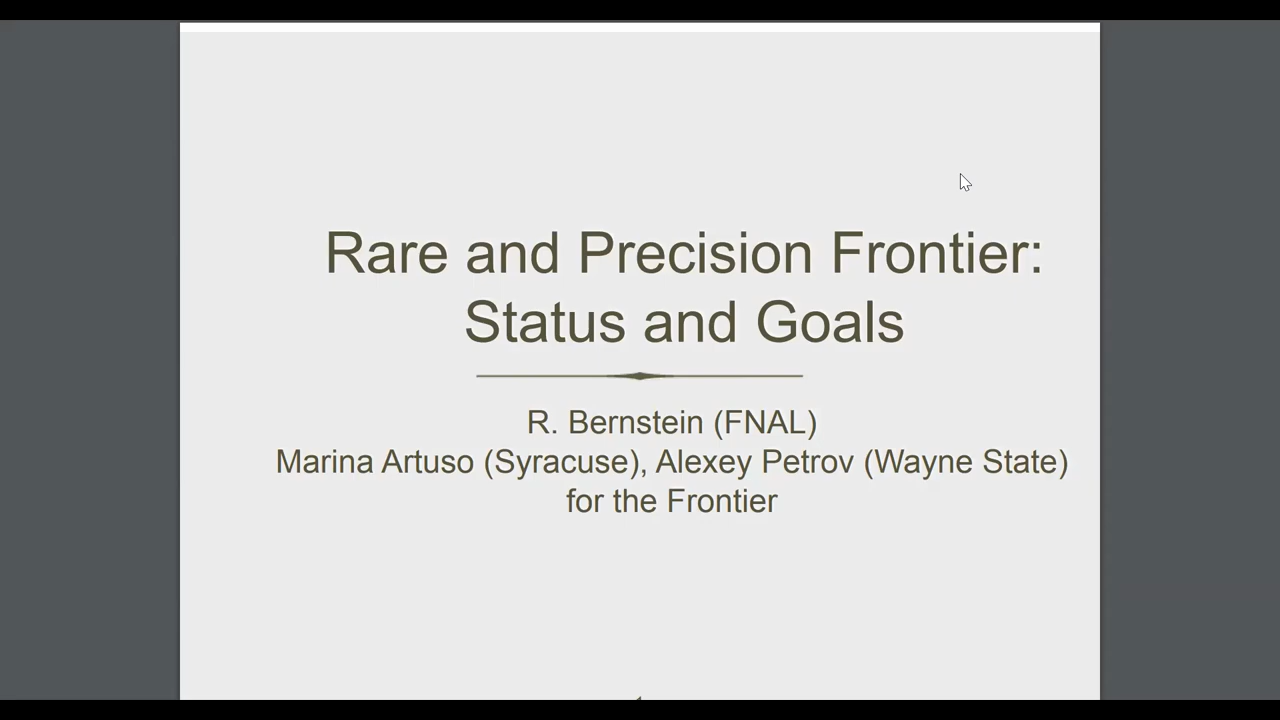 Rare and Precision Frontier:
Status and Goals
R. Bernstein (FNAL)
Marina Artuso (Syracuse), Alexey Petrov (Wayne State)
for the Frontier